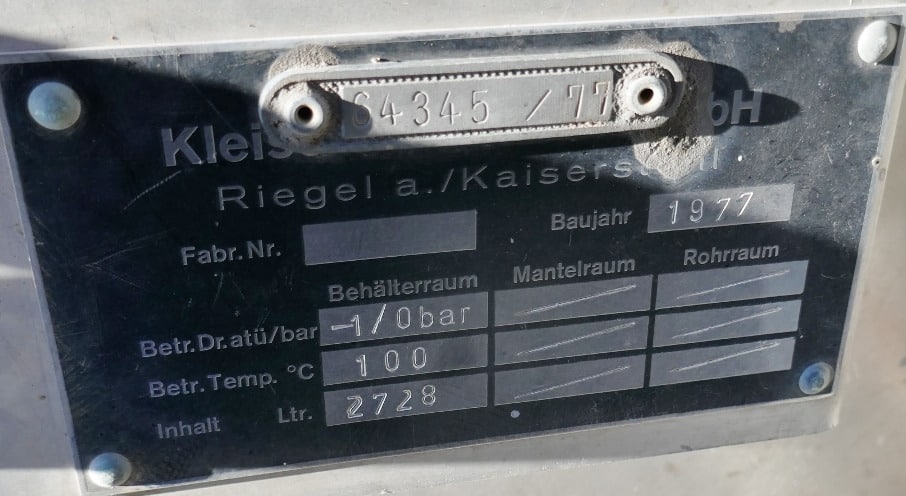 64345 /77
Riegel a./Kaiserstuhl
Fabr.Nr. Baujahr 1977
Behälterraum Mantelraum Rohrraum
Betr.Dr.atü/bar -1/0bar
Betr.Temp. °C 100
Inhalt Ltr. 2728